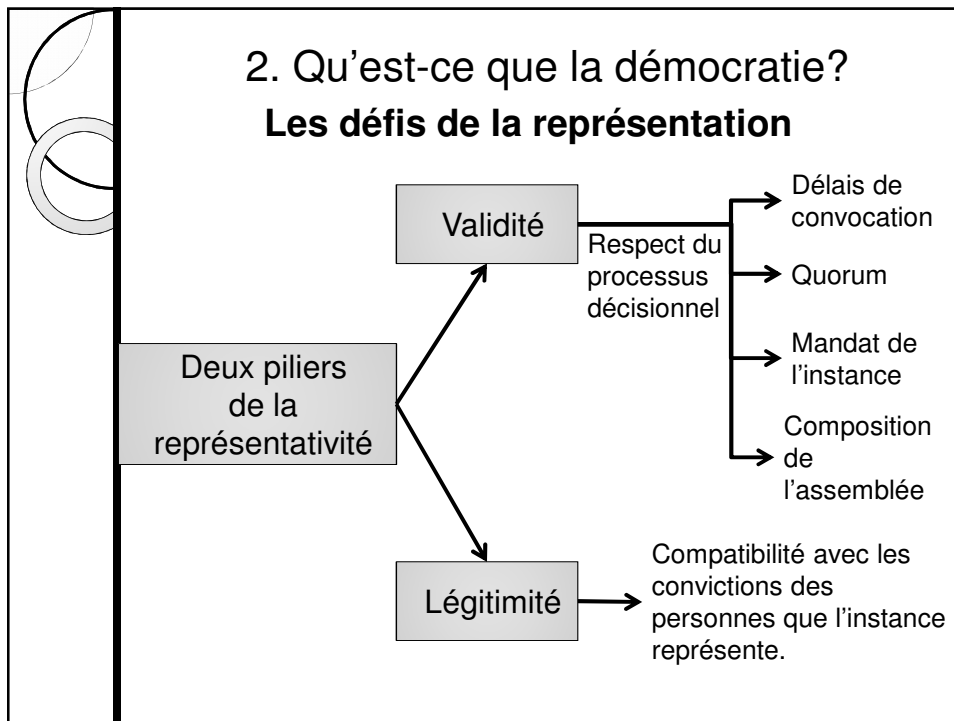 2. Qu’est-ce que la démocratie?
Les défis de la représentation
Deux piliers
de la
représentativité
Validité
Respect du
processus
décisionnel
Délais de
convocation
Quorum
Mandat de
l’instance
Composition
de
l’assemblée
Légitimité
Compatibilité avec les
convictions des
personnes que l’instance
représente.